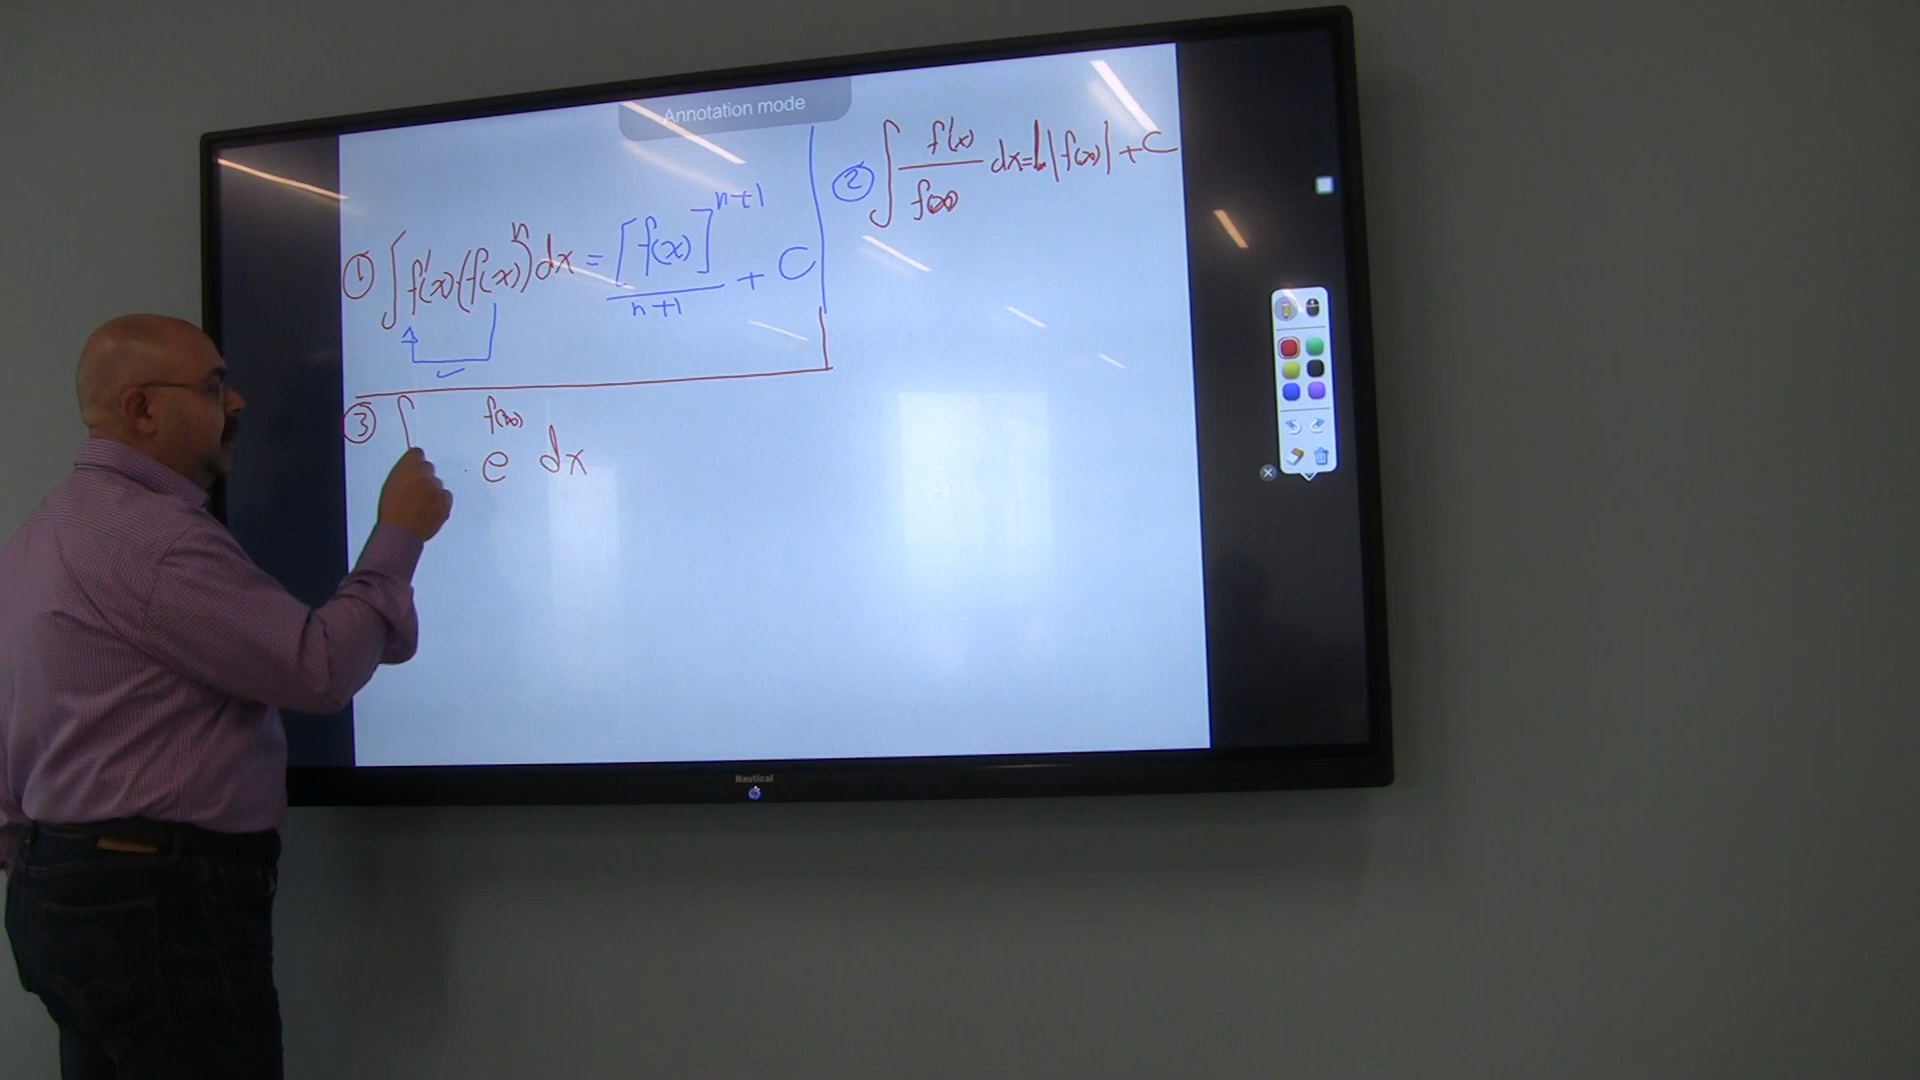 Annotation mode
① ∫ f'(x) (f(x))^n dx = [f(x)]^{n+1} / n+1 + C
② ∫ f'(x) / f(x) dx = ln |f(x)| + C
③ ∫ e^{f(x)} dx
Nautical